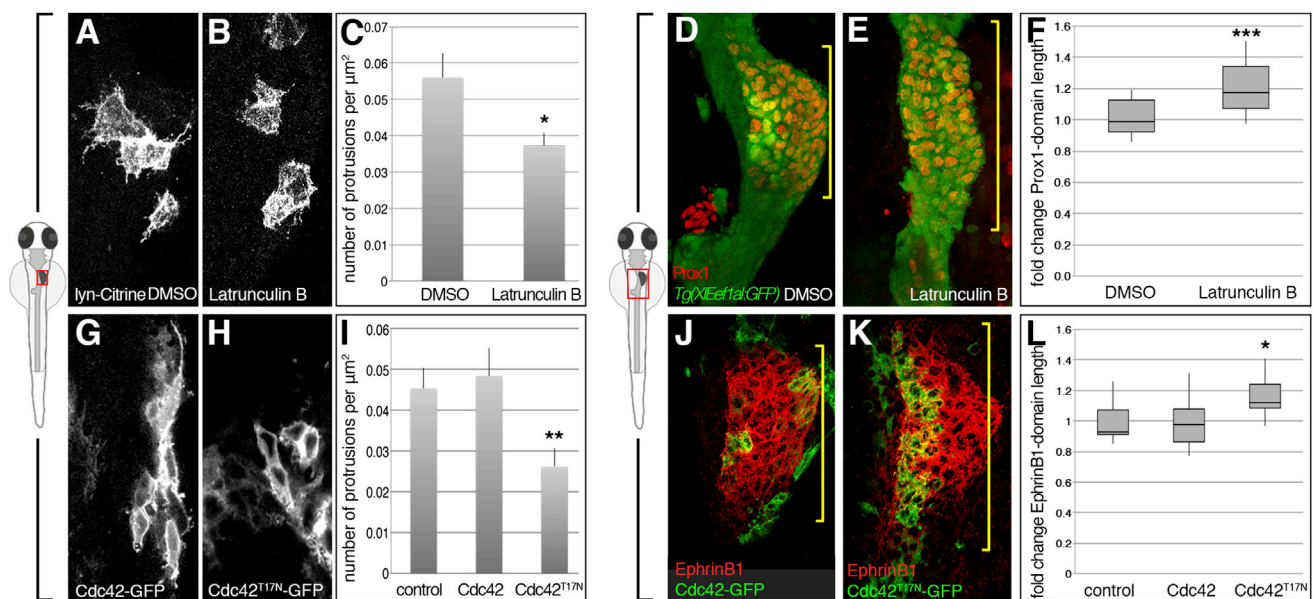 A
lyn-Citrine DMSO
B
Latrunculin B
C
number of protrusions per µm²
0.07
0.06
0.05
0.04
0.03
0.02
0.01
0
*
DMSO Latrunculin B
D
Prox1
Tg(XlEef1al:GFP) DMSO
E
Latrunculin B
F
fold change Prox1-domain length
1.6
1.4
1.2
1.0
0.8
0.6
0.4
0.2
0.0
***
DMSO Latrunculin B
G
Cdc42-GFP
H
Cdc42T17N-GFP
I
number of protrusions per µm²
0.06
0.05
0.04
0.03
0.02
0.01
0
**
control Cdc42 Cdc42T17N
J
EphrinB1
Cdc42-GFP
K
EphrinB1
Cdc42T17N-GFP
L
fold change EphrinB1-domain length
1.6
1.4
1.2
1
0.8
0.6
0.4
0.2
0
*
control Cdc42 Cdc42T17N